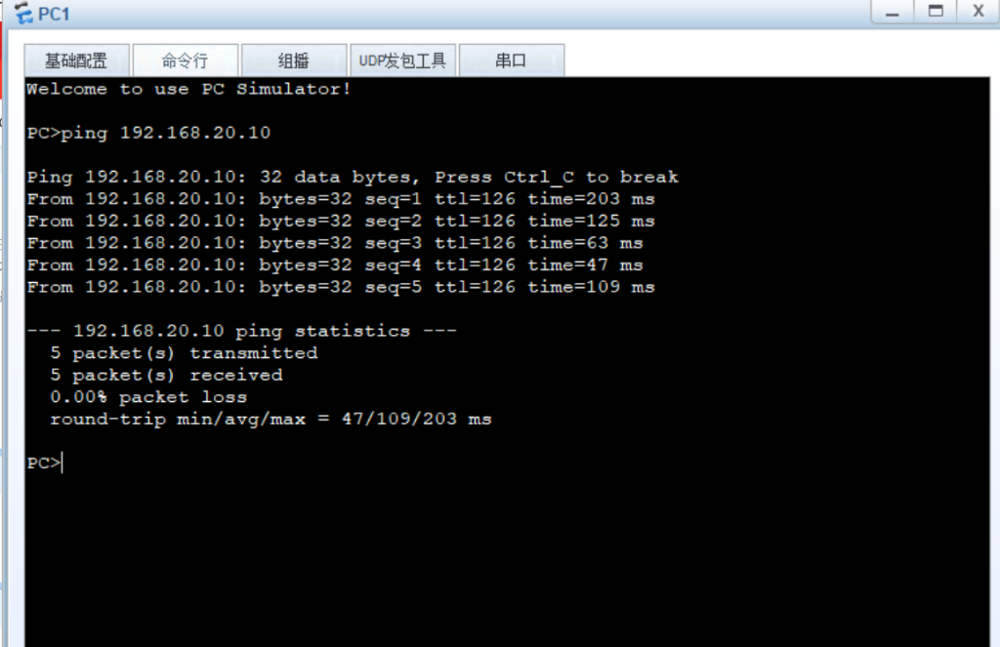 PC1
基础配置 命令行 组播 UDP发包工具 串口
Welcome to use PC Simulator!
PC>ping 192.168.20.10
Ping 192.168.20.10: 32 data bytes, Press Ctrl_C to break
From 192.168.20.10: bytes=32 seq=1 ttl=126 time=203 ms
From 192.168.20.10: bytes=32 seq=2 ttl=126 time=125 ms
From 192.168.20.10: bytes=32 seq=3 ttl=126 time=63 ms
From 192.168.20.10: bytes=32 seq=4 ttl=126 time=47 ms
From 192.168.20.10: bytes=32 seq=5 ttl=126 time=109 ms
--- 192.168.20.10 ping statistics ---
5 packet(s) transmitted
5 packet(s) received
0.00% packet loss
round-trip min/avg/max = 47/109/203 ms
PC>